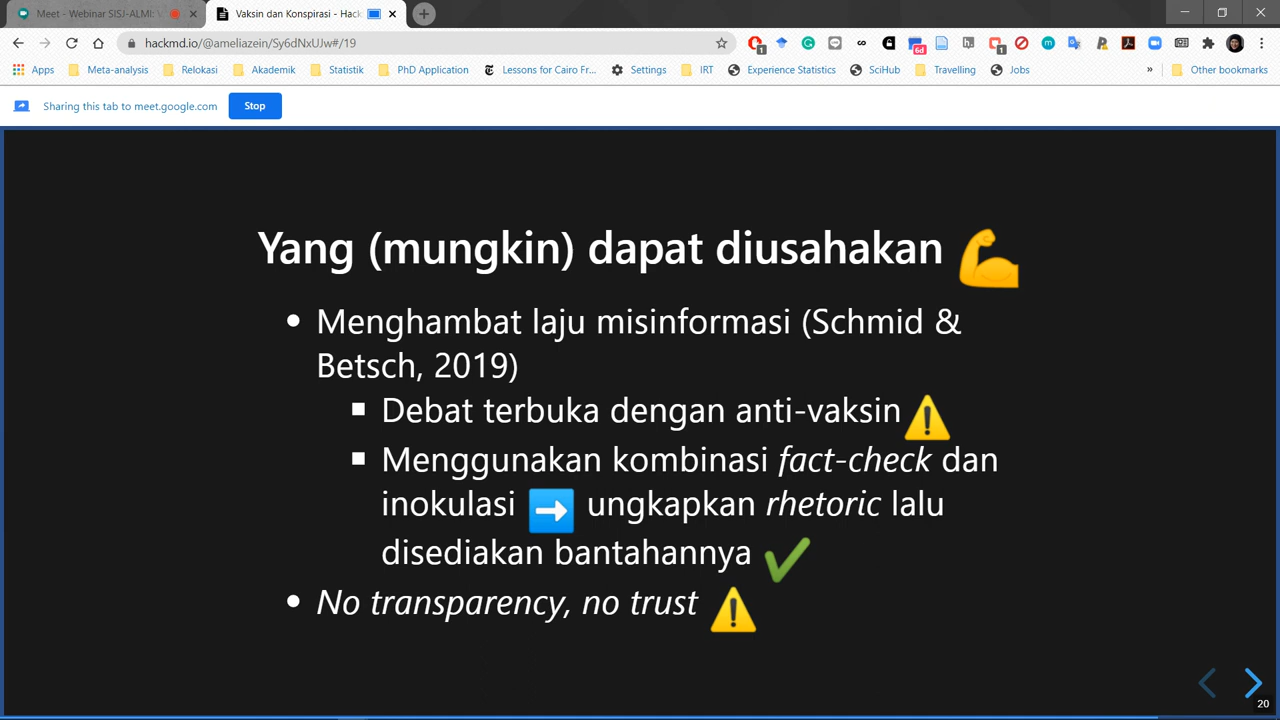 Meet - Webinar SISJ-ALMI: V
Vaksin dan Konspirasi - Hack
hackmd.io/@ameliazein/Sy6dNxUJw#/19
1
6d
1
Apps
Meta-analysis
Relokasi
Akademik
Statistik
PhD Application
Lessons for Cairo Fr...
Settings
IRT
Experience Statistics
SciHub
Travelling
Jobs
»
Other bookmarks
Sharing this tab to meet.google.com
Stop
Yang (mungkin) dapat diusahakan 💪
• Menghambat laju misinformasi (Schmid &
Betsch, 2019)
▪ Debat terbuka dengan anti-vaksin⚠️
▪ Menggunakan kombinasi fact-check dan
inokulasi ➡️ ungkapkan rhetoric lalu
disediakan bantahannya ✔️
• No transparency, no trust ⚠️
20